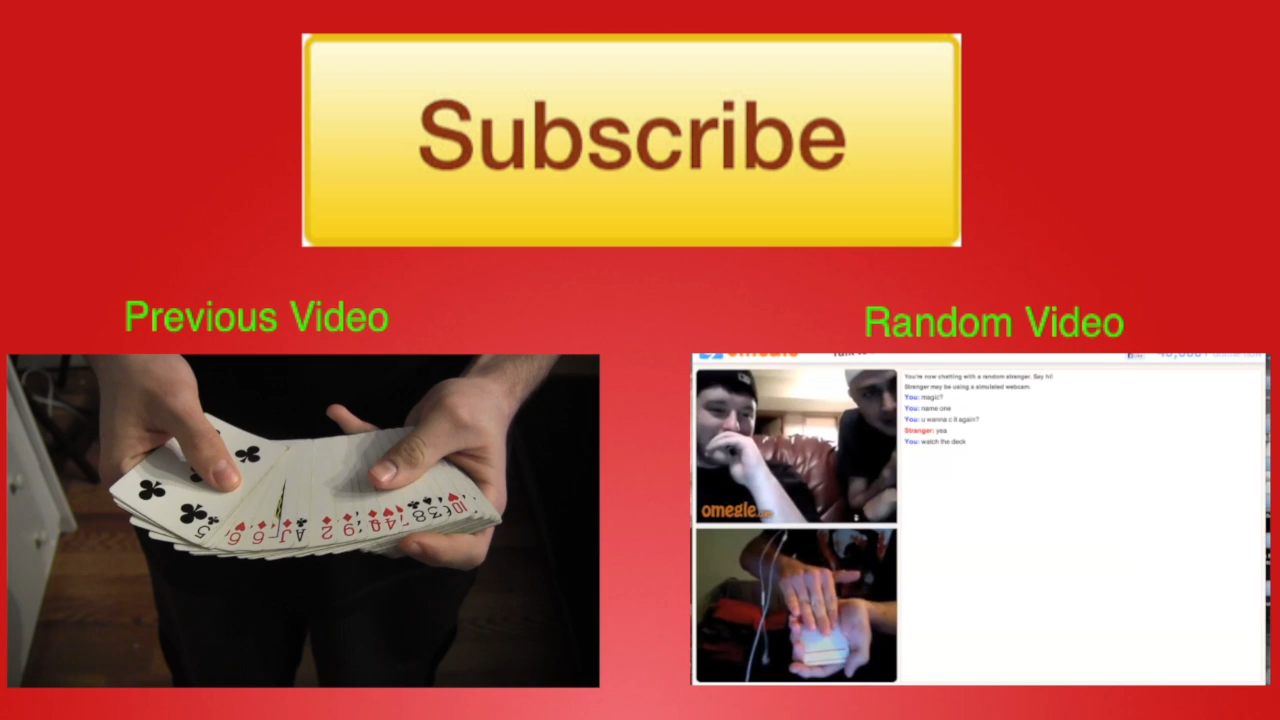 Subscribe
Previous Video
Random Video
You're now chatting with a random stranger. Say hi!
Stranger may be using a simulated webcam.
You: magic?
You: name one
You: u wanna c it again?
Stranger: yea
You: watch the deck
omegle